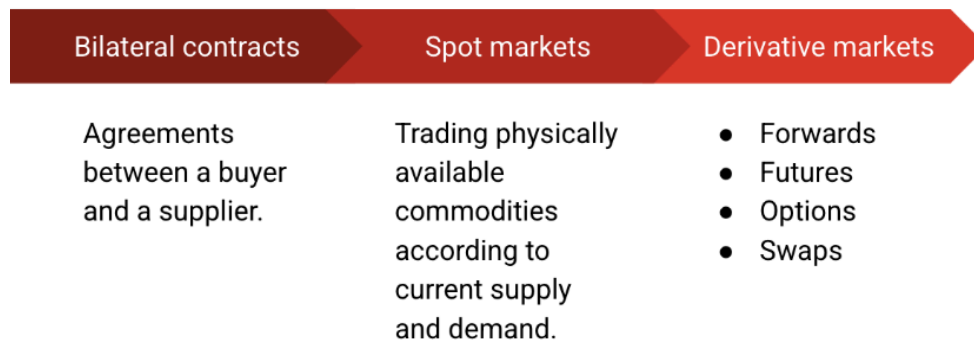 Bilateral contracts
Spot markets
Derivative markets
Agreements
between a buyer
and a supplier.
Trading physically
available
commodities
according to
current supply
and demand.
● Forwards
● Futures
● Options
● Swaps